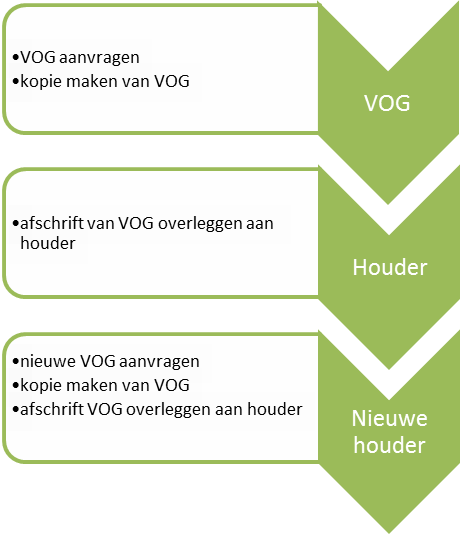 •VOG aanvragen
•kopie maken van VOG
VOG
•afschrift van VOG overleggen aan
houder
Houder
•nieuwe VOG aanvragen
•kopie maken van VOG
•afschrift VOG overleggen aan houder
Nieuwe
houder